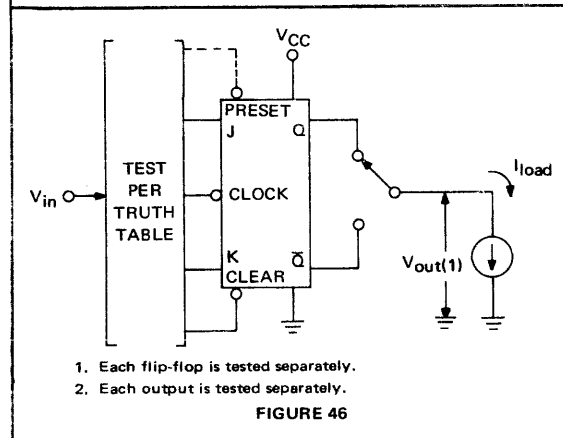 VCC
PRESET
J Q
Vin
TEST
PER
TRUTH
TABLE
CLOCK
Iload
K Q̅
CLEAR
Vout(1)
1. Each flip-flop is tested separately.
2. Each output is tested separately.
FIGURE 46